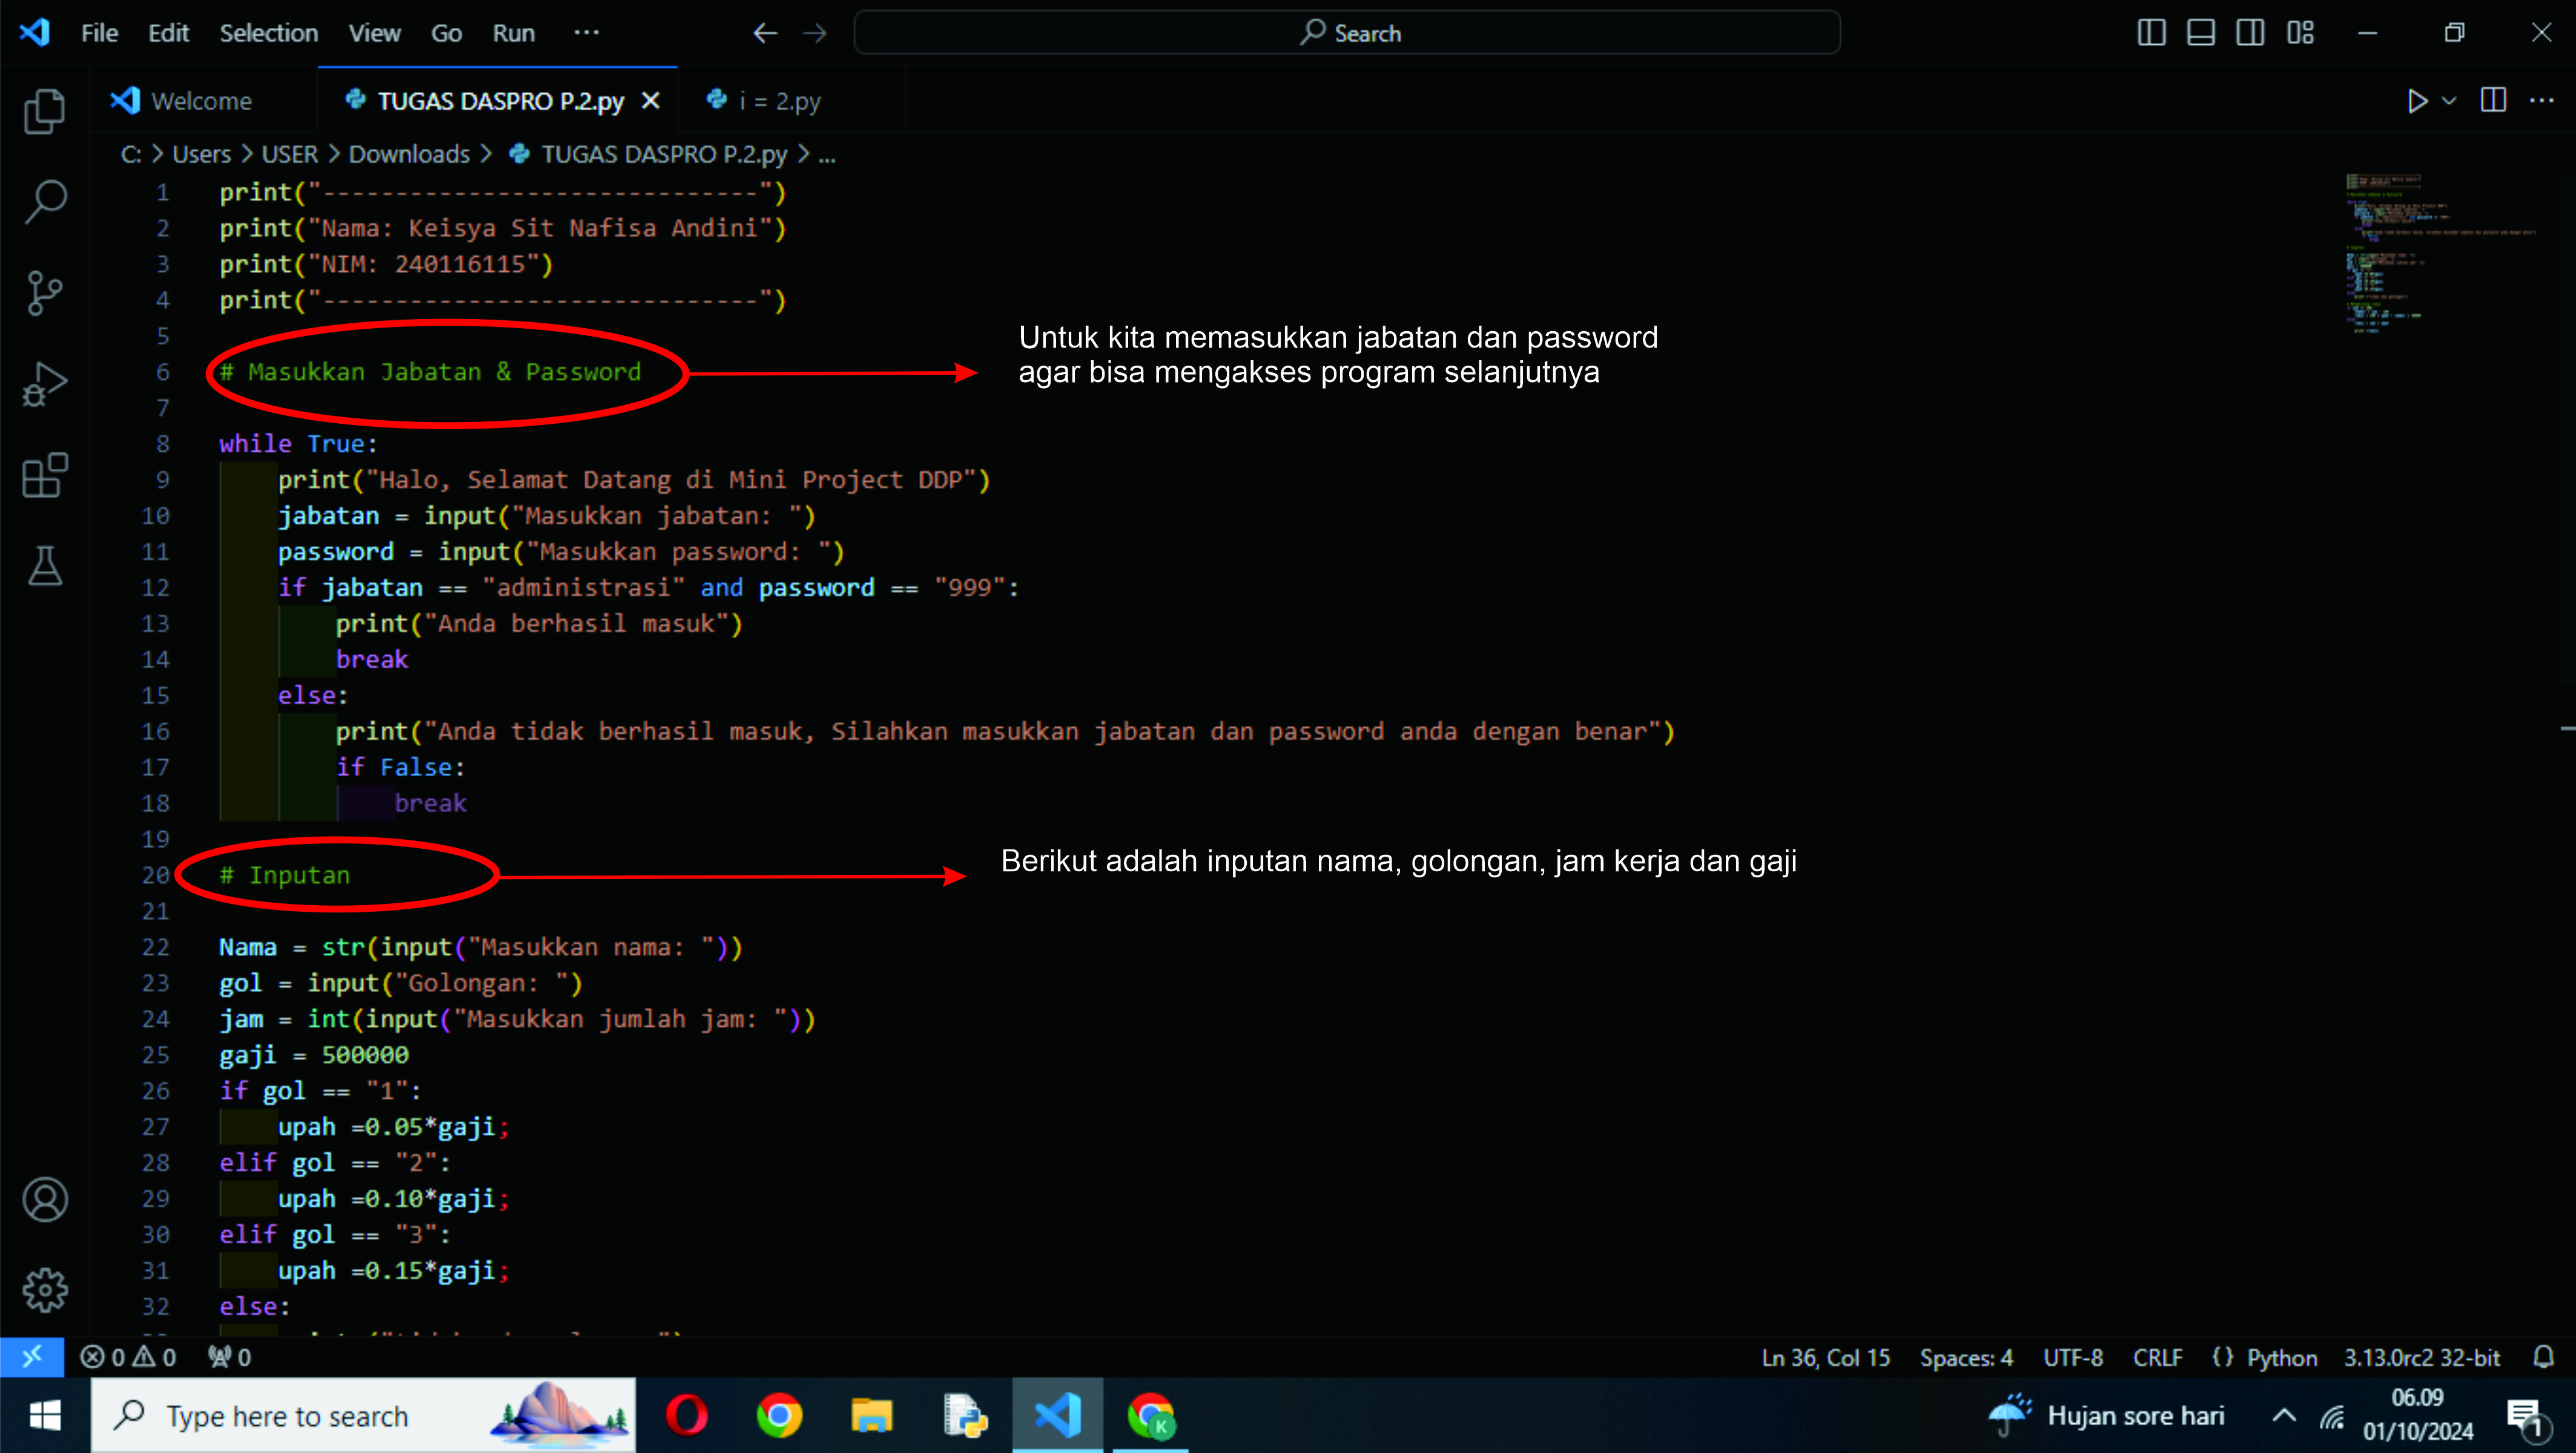 File Edit Selection View Go Run ... Search
Welcome TUGAS DASPRO P.2.py i = 2.py
C: > Users > USER > Downloads > TUGAS DASPRO P.2.py > ...
1 print("------------------------------")
2 print("Nama: Keisya Sit Nafisa Andini")
3 print("NIM: 240116115")
4 print("------------------------------")
5
Untuk kita memasukkan jabatan dan password
6 # Masukkan Jabatan & Password
agar bisa mengakses program selanjutnya
7
8 while True:
9 print("Halo, Selamat Datang di Mini Project DDP")
10 jabatan = input("Masukkan jabatan: ")
11 password = input("Masukkan password: ")
12 if jabatan == "administrasi" and password == "999":
13 print("Anda berhasil masuk")
14 break
15 else:
16 print("Anda tidak berhasil masuk, Silahkan masukkan jabatan dan password anda dengan benar")
17 if False:
18 break
19
20 # Inputan
Berikut adalah inputan nama, golongan, jam kerja dan gaji
21
22 Nama = str(input("Masukkan nama: "))
23 gol = input("Golongan: ")
24 jam = int(input("Masukkan jumlah jam: "))
25 gaji = 500000
26 if gol == "1":
27 upah =0.05*gaji;
28 elif gol == "2":
29 upah =0.10*gaji;
30 elif gol == "3":
31 upah =0.15*gaji;
32 else:
0 0 0 Ln 36, Col 15 Spaces: 4 UTF-8 CRLF {} Python 3.13.0rc2 32-bit
Type here to search K Hujan sore hari 06.09
01/10/2024 1